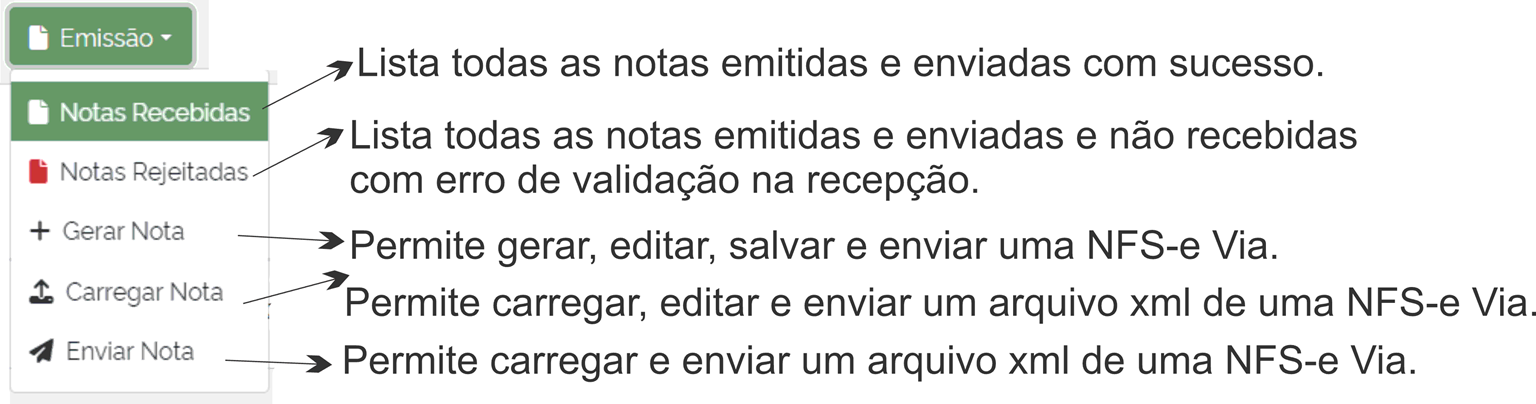 Emissão
Lista todas as notas emitidas e enviadas com sucesso.
Notas Recebidas
Lista todas as notas emitidas e enviadas e não recebidas
com erro de validação na recepção.
Notas Rejeitadas
Gerar Nota
Permite gerar, editar, salvar e enviar uma NFS-e Via.
Carregar Nota
Permite carregar, editar e enviar um arquivo xml de uma NFS-e Via.
Enviar Nota
Permite carregar e enviar um arquivo xml de uma NFS-e Via.